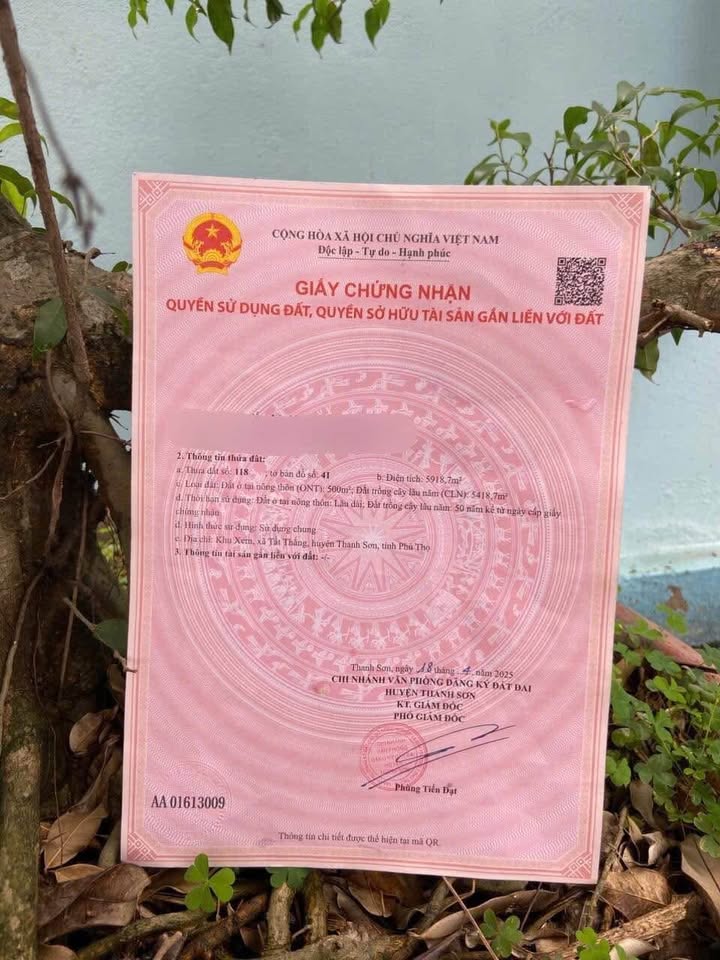 CỘNG HÒA XÃ HỘI CHỦ NGHĨA VIỆT NAM
Độc lập - Tự do - Hạnh phúc
GIẤY CHỨNG NHẬN
QUYỀN SỬ DỤNG ĐẤT, QUYỀN SỞ HỮU TÀI SẢN GẮN LIỀN VỚI ĐẤT
2. Thông tin thửa đất:
a. Thửa đất số: 118 ; tờ bản đồ số: 41 b. Diện tích: 5918,7m²
c. Loại đất: Đất ở tại nông thôn (ONT): 500m²; Đất trồng cây lâu năm (CLN): 5418,7m²
d. Thời hạn sử dụng: Đất ở tại nông thôn: Lâu dài; Đất trồng cây lâu năm: 50 năm kể từ ngày cấp giấy
chứng nhận
đ. Hình thức sử dụng: Sử dụng chung
e. Địa chỉ: Khu Xem, xã Tất Thắng, huyện Thanh Sơn, tỉnh Phú Thọ
3. Thông tin tài sản gắn liền với đất: -/-
Thanh Sơn, ngày 18 tháng 4 năm 2025
CHI NHÁNH VĂN PHÒNG ĐĂNG KÝ ĐẤT ĐAI
HUYỆN THANH SƠN
KT. GIÁM ĐỐC
PHÓ GIÁM ĐỐC
Phùng Tiến Đạt
AA 01613009
Thông tin chi tiết được thể hiện tại mã QR.